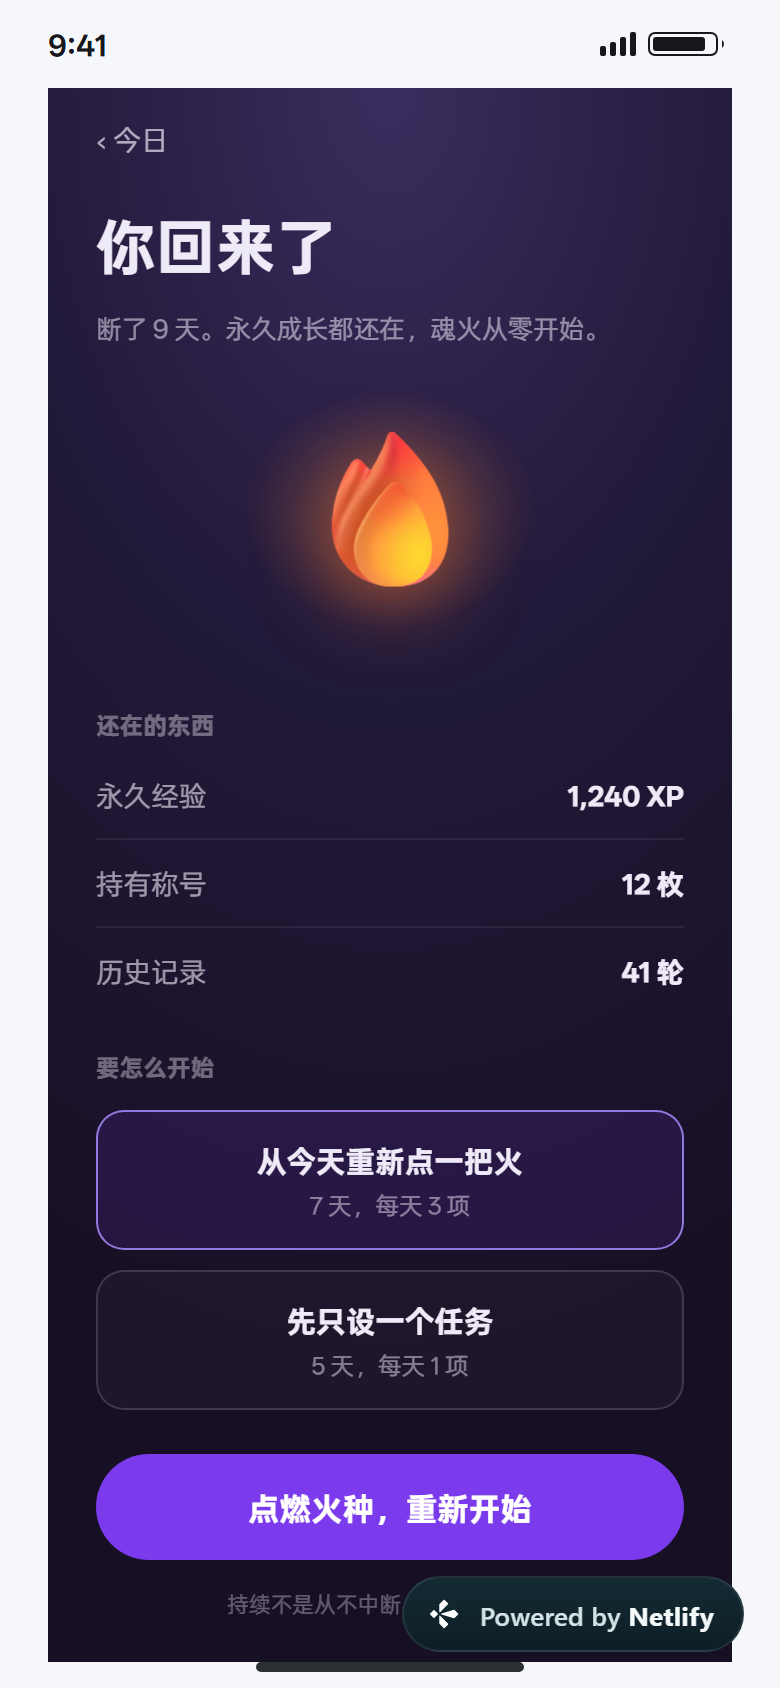 9:41
‹ 今日
你回来了
断了 9 天。永久成长都还在，魂火从零开始。
还在的东西
永久经验 1,240 XP
持有称号 12 枚
历史记录 41 轮
要怎么开始
从今天重新点一把火
7 天，每天 3 项
先只设一个任务
5 天，每天 1 项
点燃火种，重新开始
持续不是从不中断
Powered by Netlify